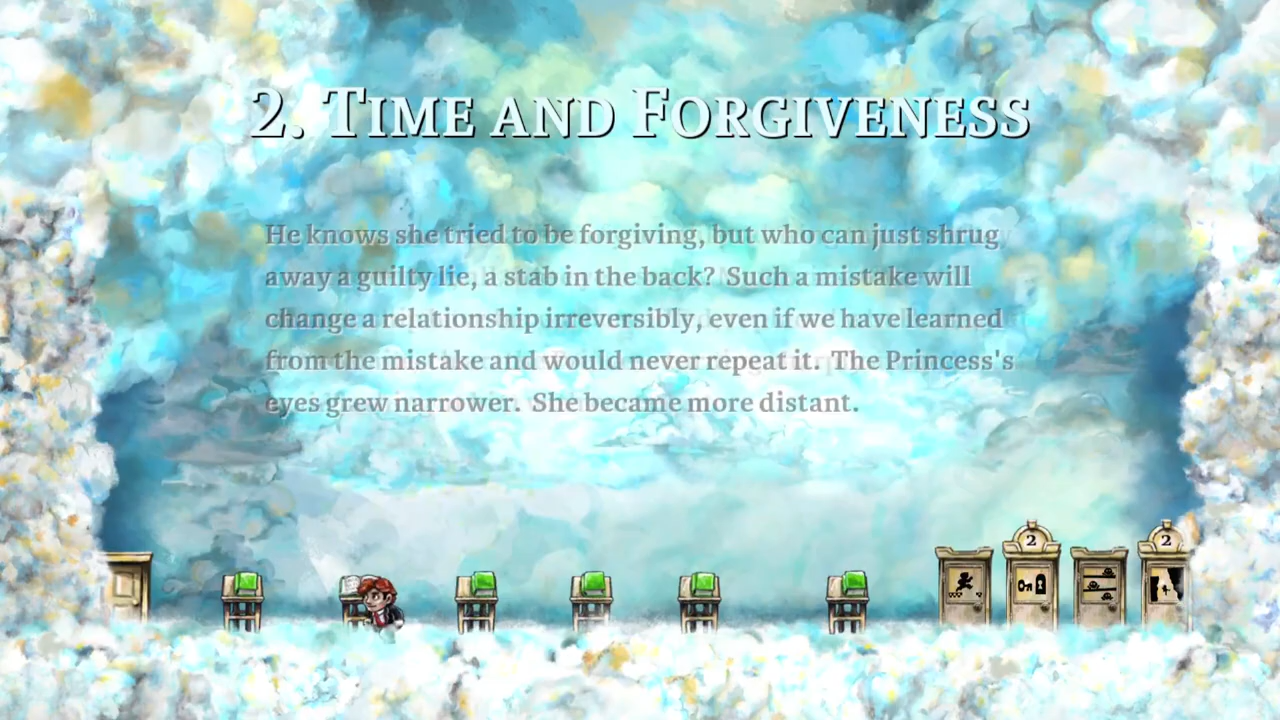 2. TIME AND FORGIVENESS
He knows she tried to be forgiving, but who can just shrug
away a guilty lie, a stab in the back? Such a mistake will
change a relationship irreversibly, even if we have learned
from the mistake and would never repeat it. The Princess's
eyes grew narrower. She became more distant.
2
2